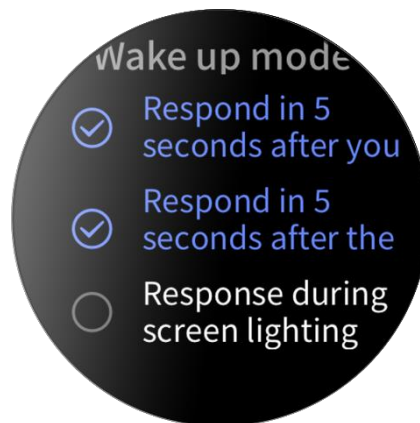 Wake up mode
Respond in 5
seconds after you
Respond in 5
seconds after the
Response during
screen lighting